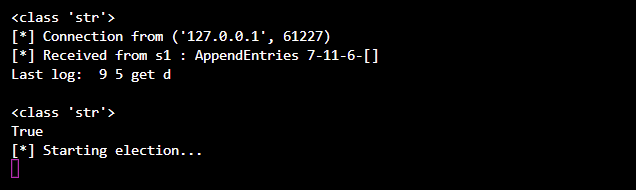 <class 'str'>
[*] Connection from ('127.0.0.1', 61227)
[*] Received from s1 : AppendEntries 7-11-6-[]
Last log:  9 5 get d
<class 'str'>
True
[*] Starting election...